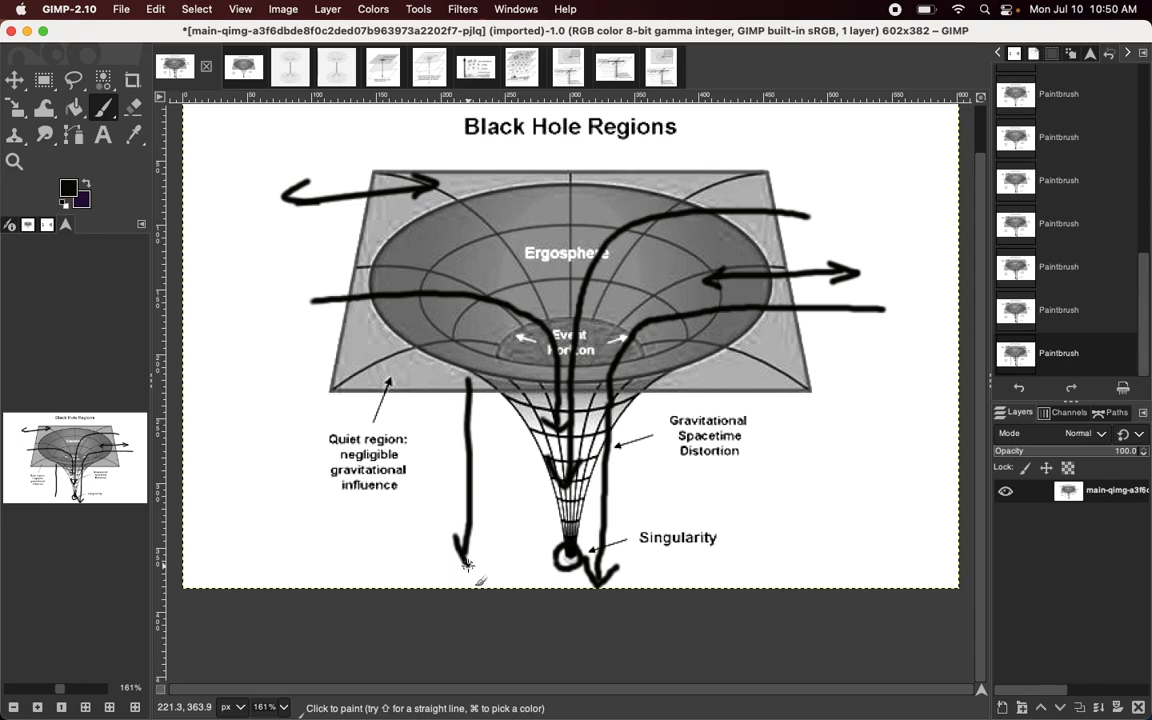 GIMP-2.10 File Edit Select View Image Layer Colors Tools Filters Windows Help Mon Jul 10 10:50 AM
*[main-qimg-a3f6dbde8f0c2ded07b963973a2202f7-pjlq] (imported)-1.0 (RGB color 8-bit gamma integer, GIMP built-in sRGB, 1 layer) 602x382 – GIMP
Black Hole Regions
Ergosphere
Event
Horizon
Quiet region:
negligible
gravitational
influence
Gravitational
Spacetime
Distortion
Singularity
Paintbrush
Paintbrush
Paintbrush
Paintbrush
Paintbrush
Paintbrush
Paintbrush
Layers Channels Paths
Mode Normal
Opacity 100.0
Lock:
main-qimg-a3f6
161%
221.3, 363.9 px 161% Click to paint (try ⇧ for a straight line, ⌘ to pick a color)